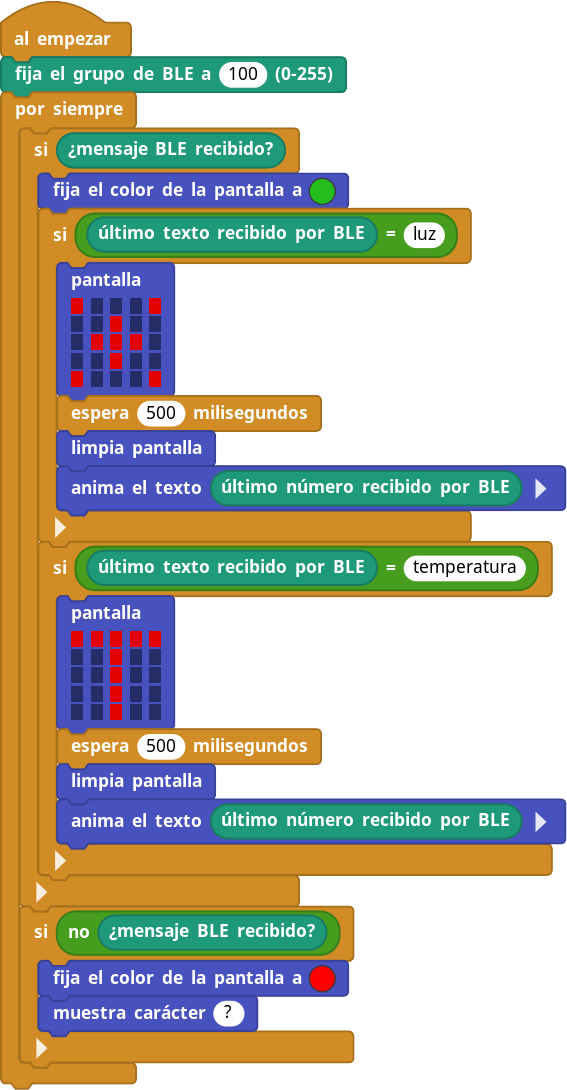 al empezar
fija el grupo de BLE a 100 (0-255)
por siempre
si ¿mensaje BLE recibido?
fija el color de la pantalla a
si último texto recibido por BLE = luz
pantalla
espera 500 milisegundos
limpia pantalla
anima el texto último número recibido por BLE
si último texto recibido por BLE = temperatura
pantalla
espera 500 milisegundos
limpia pantalla
anima el texto último número recibido por BLE
si no ¿mensaje BLE recibido?
fija el color de la pantalla a
muestra carácter ?